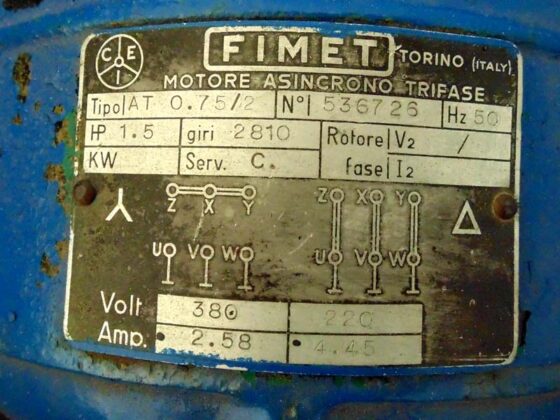 CEI FIMET TORINO (ITALY)
MOTORE ASINCRONO TRIFASE
Tipo AT 0.75/2 N° 536726 Hz 50
HP 1.5 giri 2810 Rotore V2 /
KW Serv. C. fase I2
Z X Y Z X Y
U V W U V W
Volt 380 220
Amp. 2.58 4.45